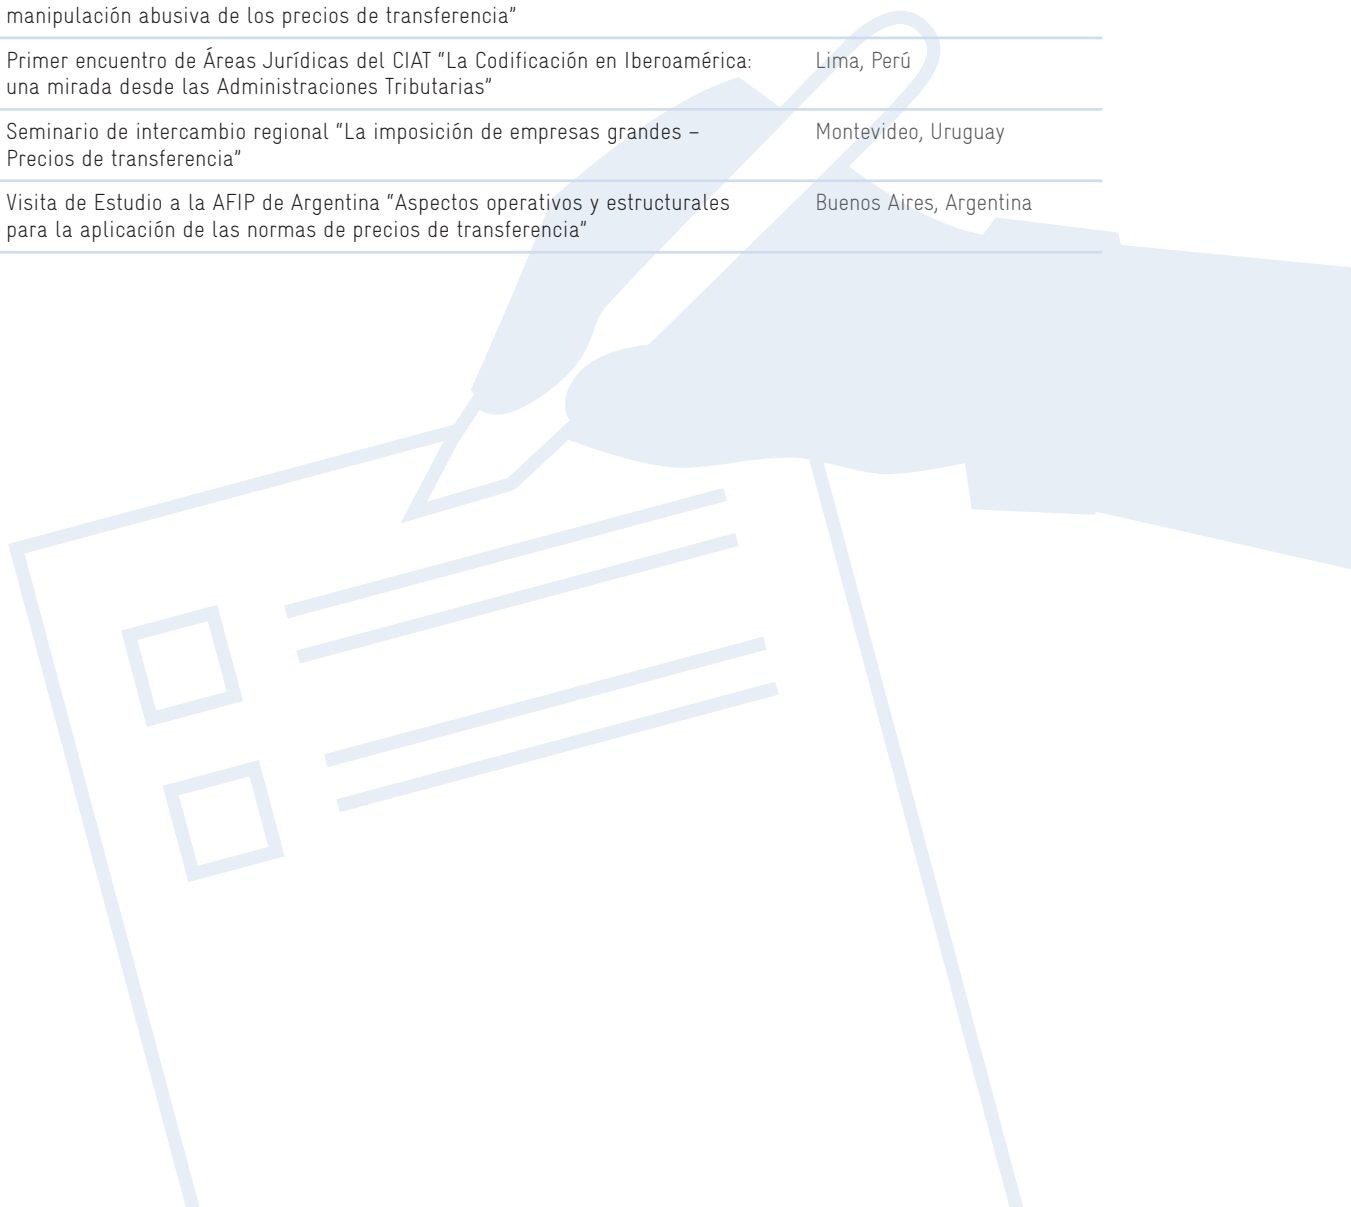 manipulación abusiva de los precios de transferencia”
Primer encuentro de Áreas Jurídicas del CIAT “La Codificación en Iberoamérica:
una mirada desde las Administraciones Tributarias”
Lima, Perú
Seminario de intercambio regional “La imposición de empresas grandes –
Precios de transferencia”
Montevideo, Uruguay
Visita de Estudio a la AFIP de Argentina “Aspectos operativos y estructurales
para la aplicación de las normas de precios de transferencia”
Buenos Aires, Argentina